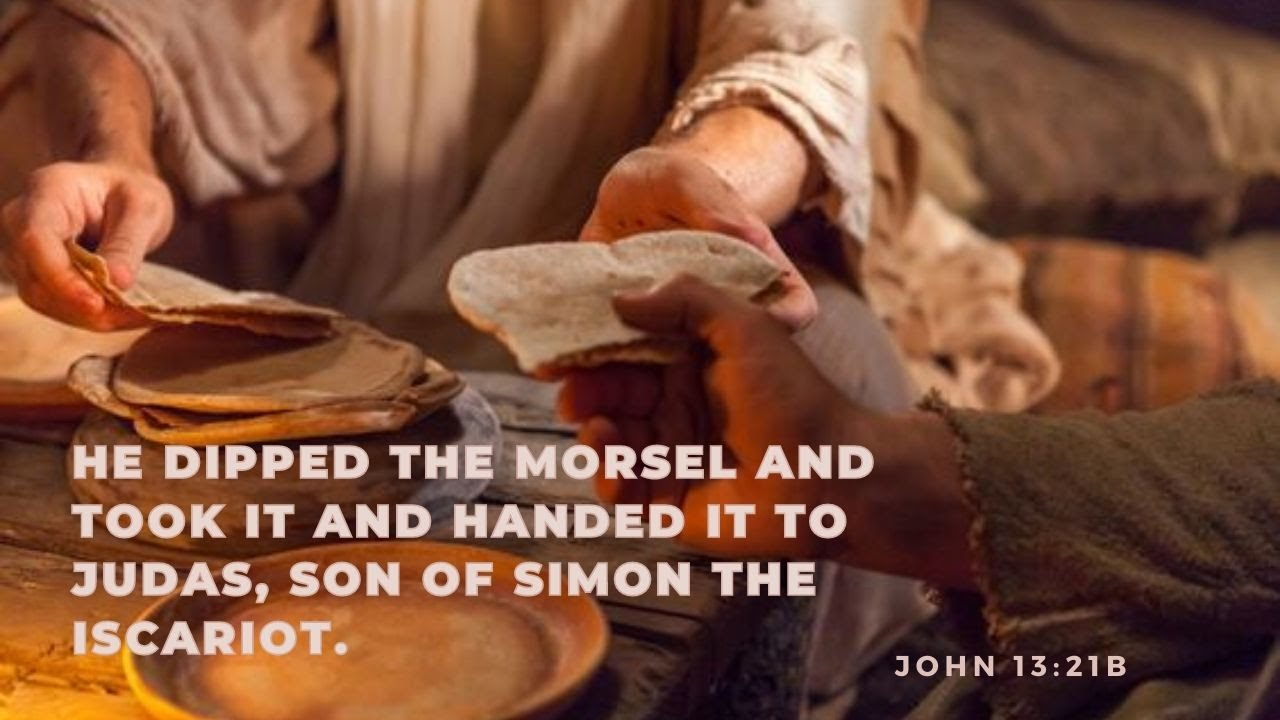 HE DIPPED THE MORSEL AND
TOOK IT AND HANDED IT TO
JUDAS, SON OF SIMON THE
ISCARIOT.
JOHN 13:21B